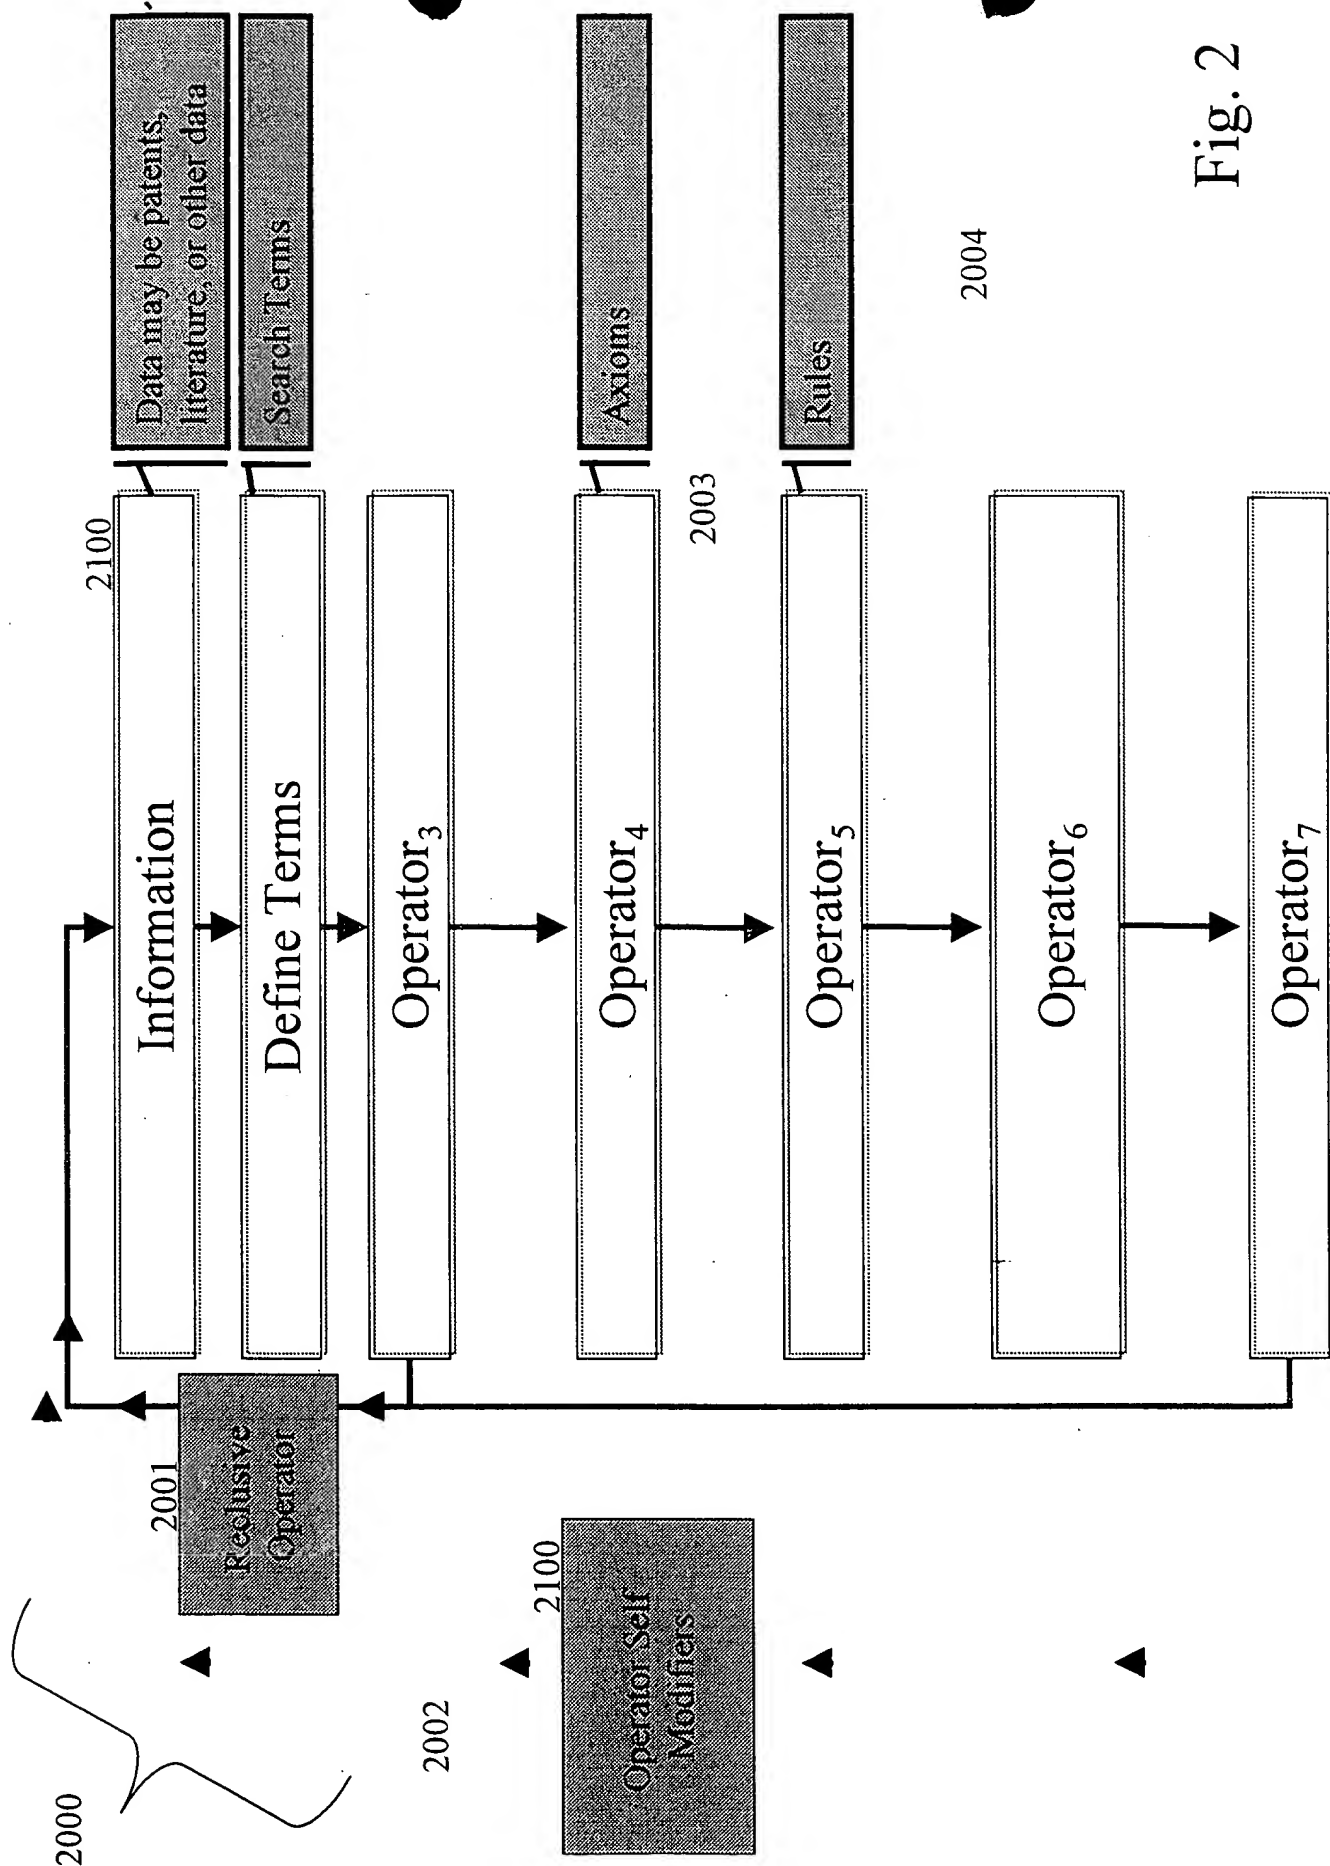 2000
2001
Reclusive
Operator
2100
Information
Data may be patents,
literature, or other data
Define Terms
Search Terms
Operator3
2002
2100
Operator Self
Modifiers
Operator4
Axioms
2003
Operator5
Rules
Operator6
2004
Operator7
Fig. 2